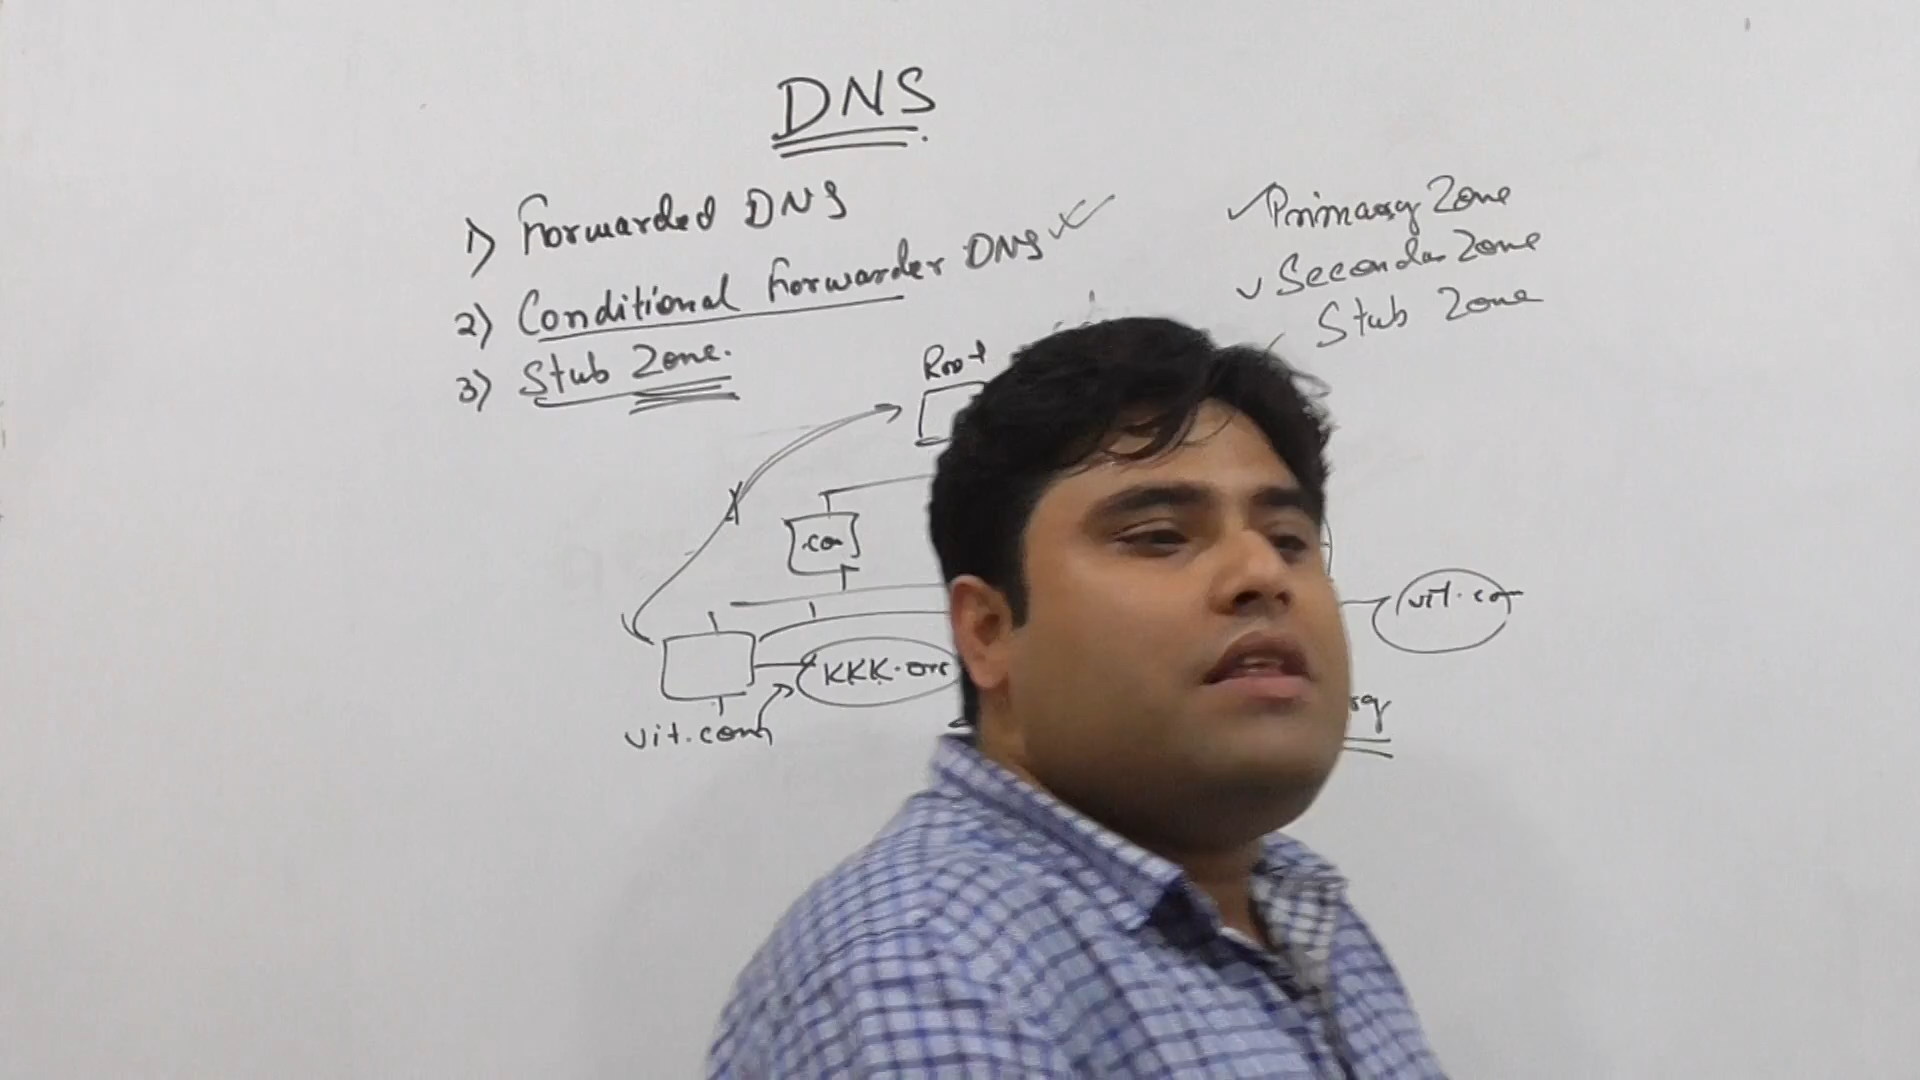 DNS
1) Forwarded DNS
2) Conditional Forwarder DNS
3) Stub Zone.
Primary Zone
Secondar Zone
Stub Zone
Root
.com
vit.com
KKK.org
vit.com